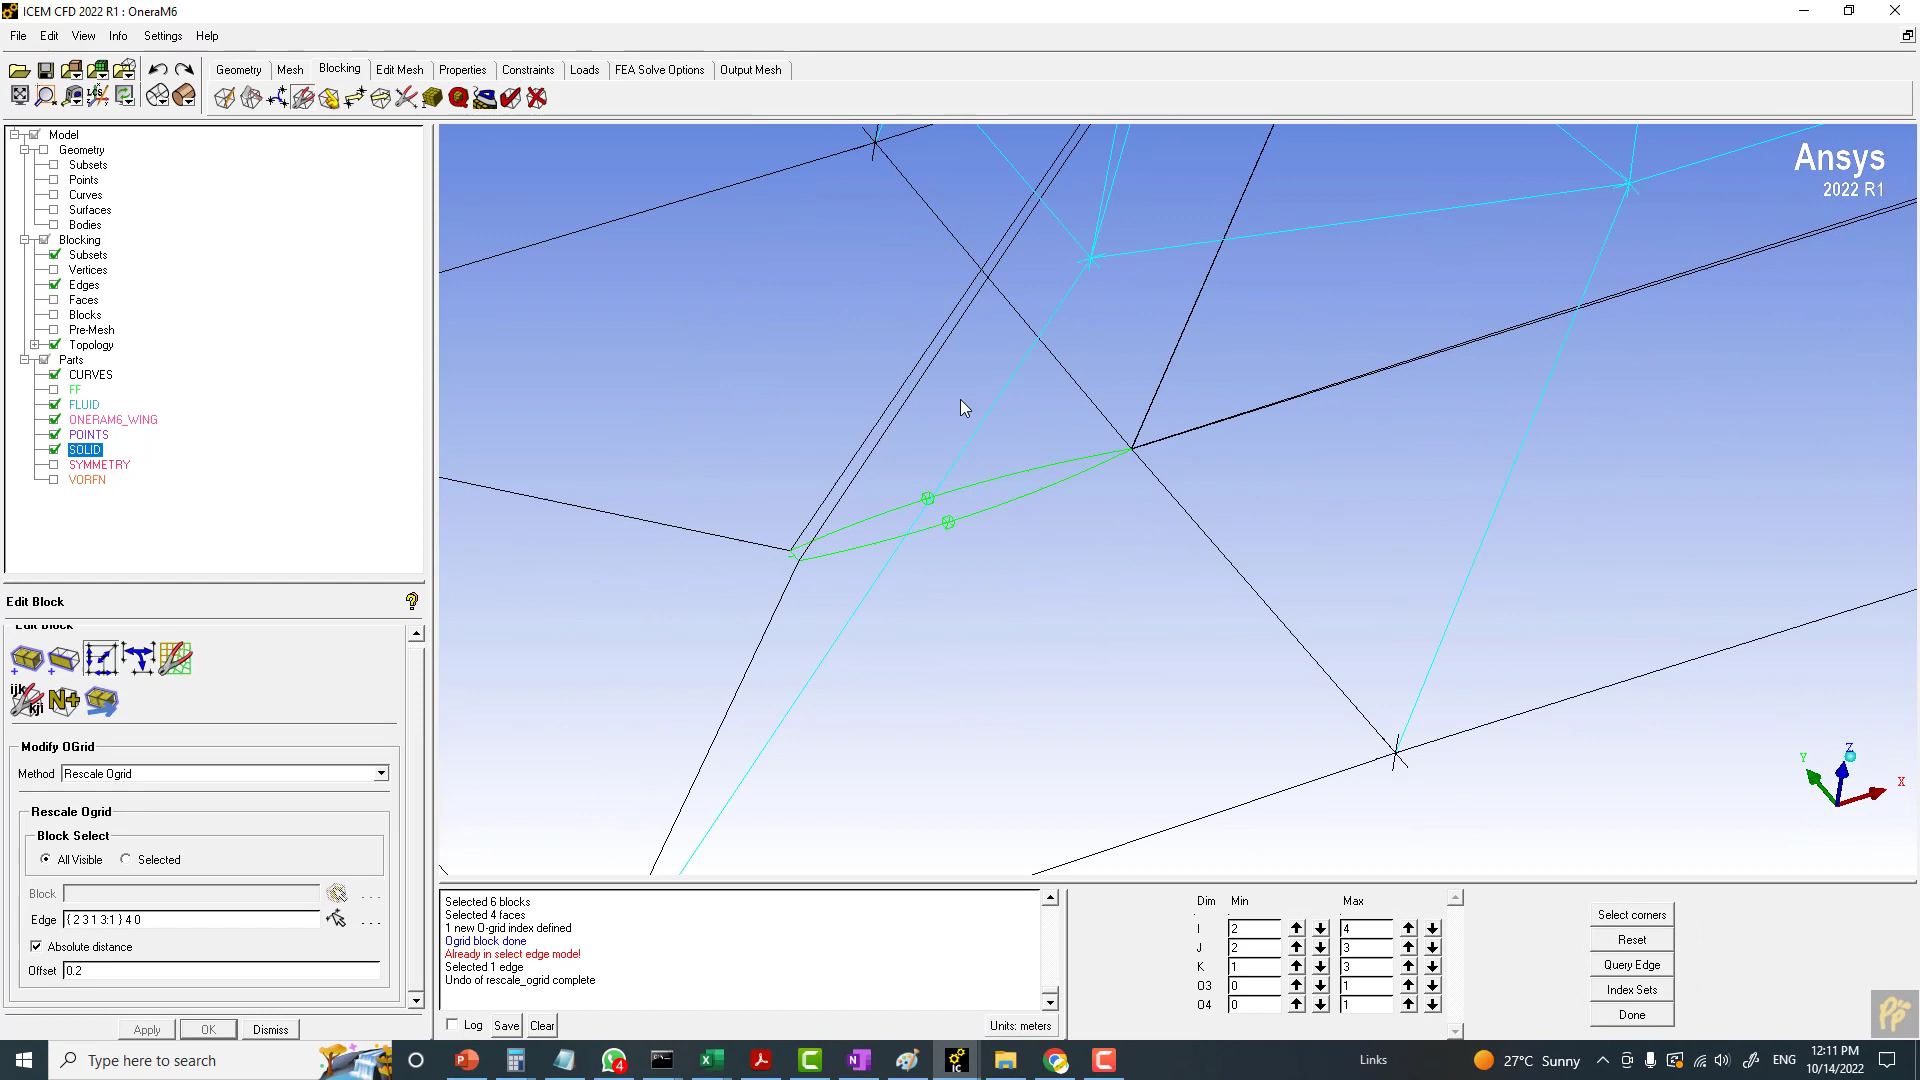 ICEM CFD 2022 R1 : OneraM6
File Edit View Info Settings Help
Geometry Mesh Blocking Edit Mesh Properties Constraints Loads FEA Solve Options Output Mesh
LCS
Model
Geometry
Subsets
Points
Curves
Surfaces
Bodies
Blocking
Subsets
Vertices
Edges
Faces
Blocks
Pre-Mesh
Topology
Parts
CURVES
FF
FLUID
ONERAM6_WING
POINTS
SOLID
SYMMETRY
VORFN
Ansys
2022 R1
Z
Y
X
Edit Block
Edit Block
ijk
kji
N+
Modify OGrid
Method Rescale Ogrid
Rescale Ogrid
Block Select
All Visible Selected
Block
Edge { 2 3 1 3:1 } 4 0
Absolute distance
Offset 0.2
Apply OK Dismiss
Selected 6 blocks
Selected 4 faces
1 new O-grid index defined
Ogrid block done
Already in select edge mode!
Selected 1 edge
Undo of rescale_ogrid complete
Log Save Clear Units: meters
Dim Min Max
I 2 4
J 2 3
K 1 3
O3 0 1
O4 0 1
Select corners
Reset
Query Edge
Index Sets
Done
Type here to search
4
IC
Links
27°C Sunny
ENG
12:11 PM
10/14/2022